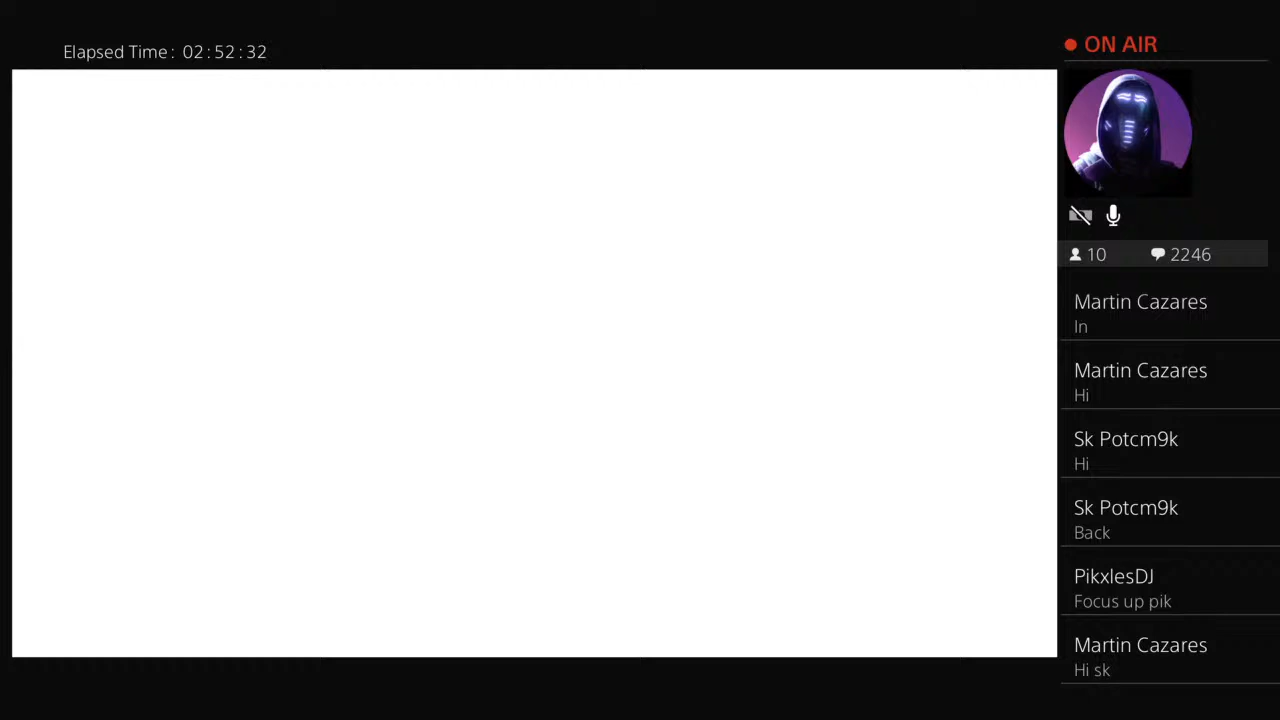 Elapsed Time: 02:52:32
ON AIR
10 2246
Martin Cazares
In
Martin Cazares
Hi
Sk Potcm9k
Hi
Sk Potcm9k
Back
PikxlesDJ
Focus up pik
Martin Cazares
Hi sk